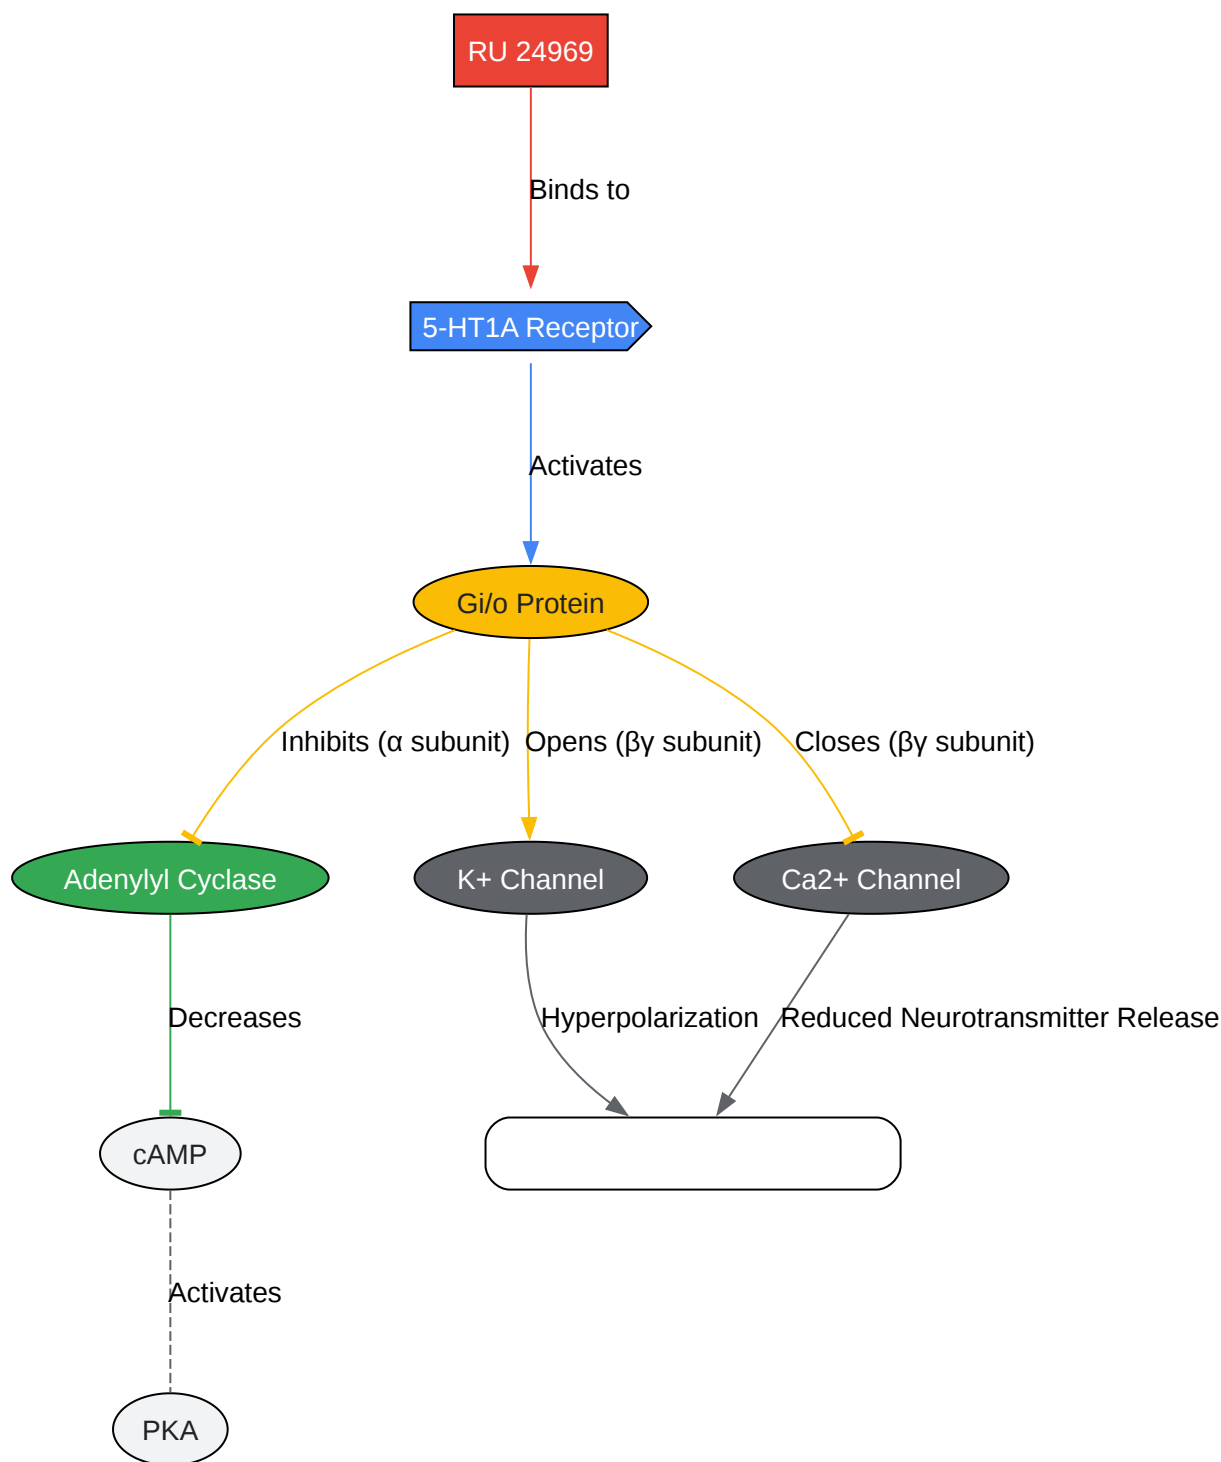 RU 24969
Binds to
5-HT1A Receptor
Activates
Gi/o Protein
Inhibits (α subunit)
Opens (βγ subunit)
Closes (βγ subunit)
Adenylyl Cyclase
K+ Channel
Ca2+ Channel
Decreases
Hyperpolarization
Reduced Neurotransmitter Release
cAMP
Activates
PKA